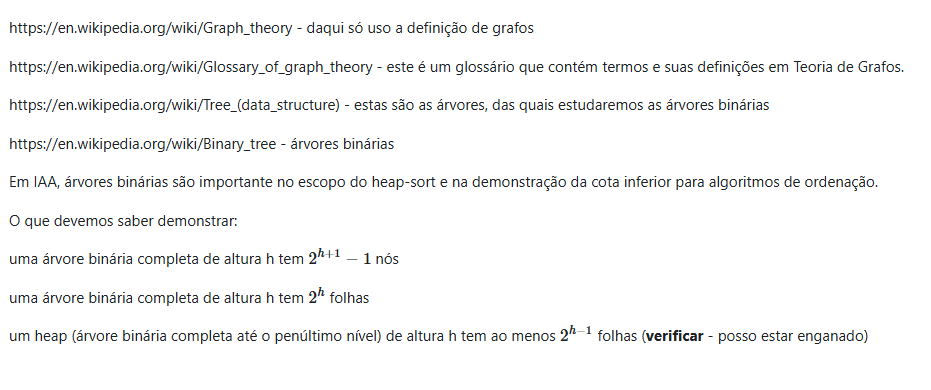 https://en.wikipedia.org/wiki/Graph_theory - daqui só uso a definição de grafos
https://en.wikipedia.org/wiki/Glossary_of_graph_theory - este é um glossário que contém termos e suas definições em Teoria de Grafos.
https://en.wikipedia.org/wiki/Tree_(data_structure) - estas são as árvores, das quais estudaremos as árvores binárias
https://en.wikipedia.org/wiki/Binary_tree - árvores binárias
Em IAA, árvores binárias são importante no escopo do heap-sort e na demonstração da cota inferior para algoritmos de ordenação.
O que devemos saber demonstrar:
uma árvore binária completa de altura h tem $2^{h+1} - 1$ nós
uma árvore binária completa de altura h tem $2^h$ folhas
um heap (árvore binária completa até o penúltimo nível) de altura h tem ao menos $2^{h-1}$ folhas (verificar - posso estar enganado)